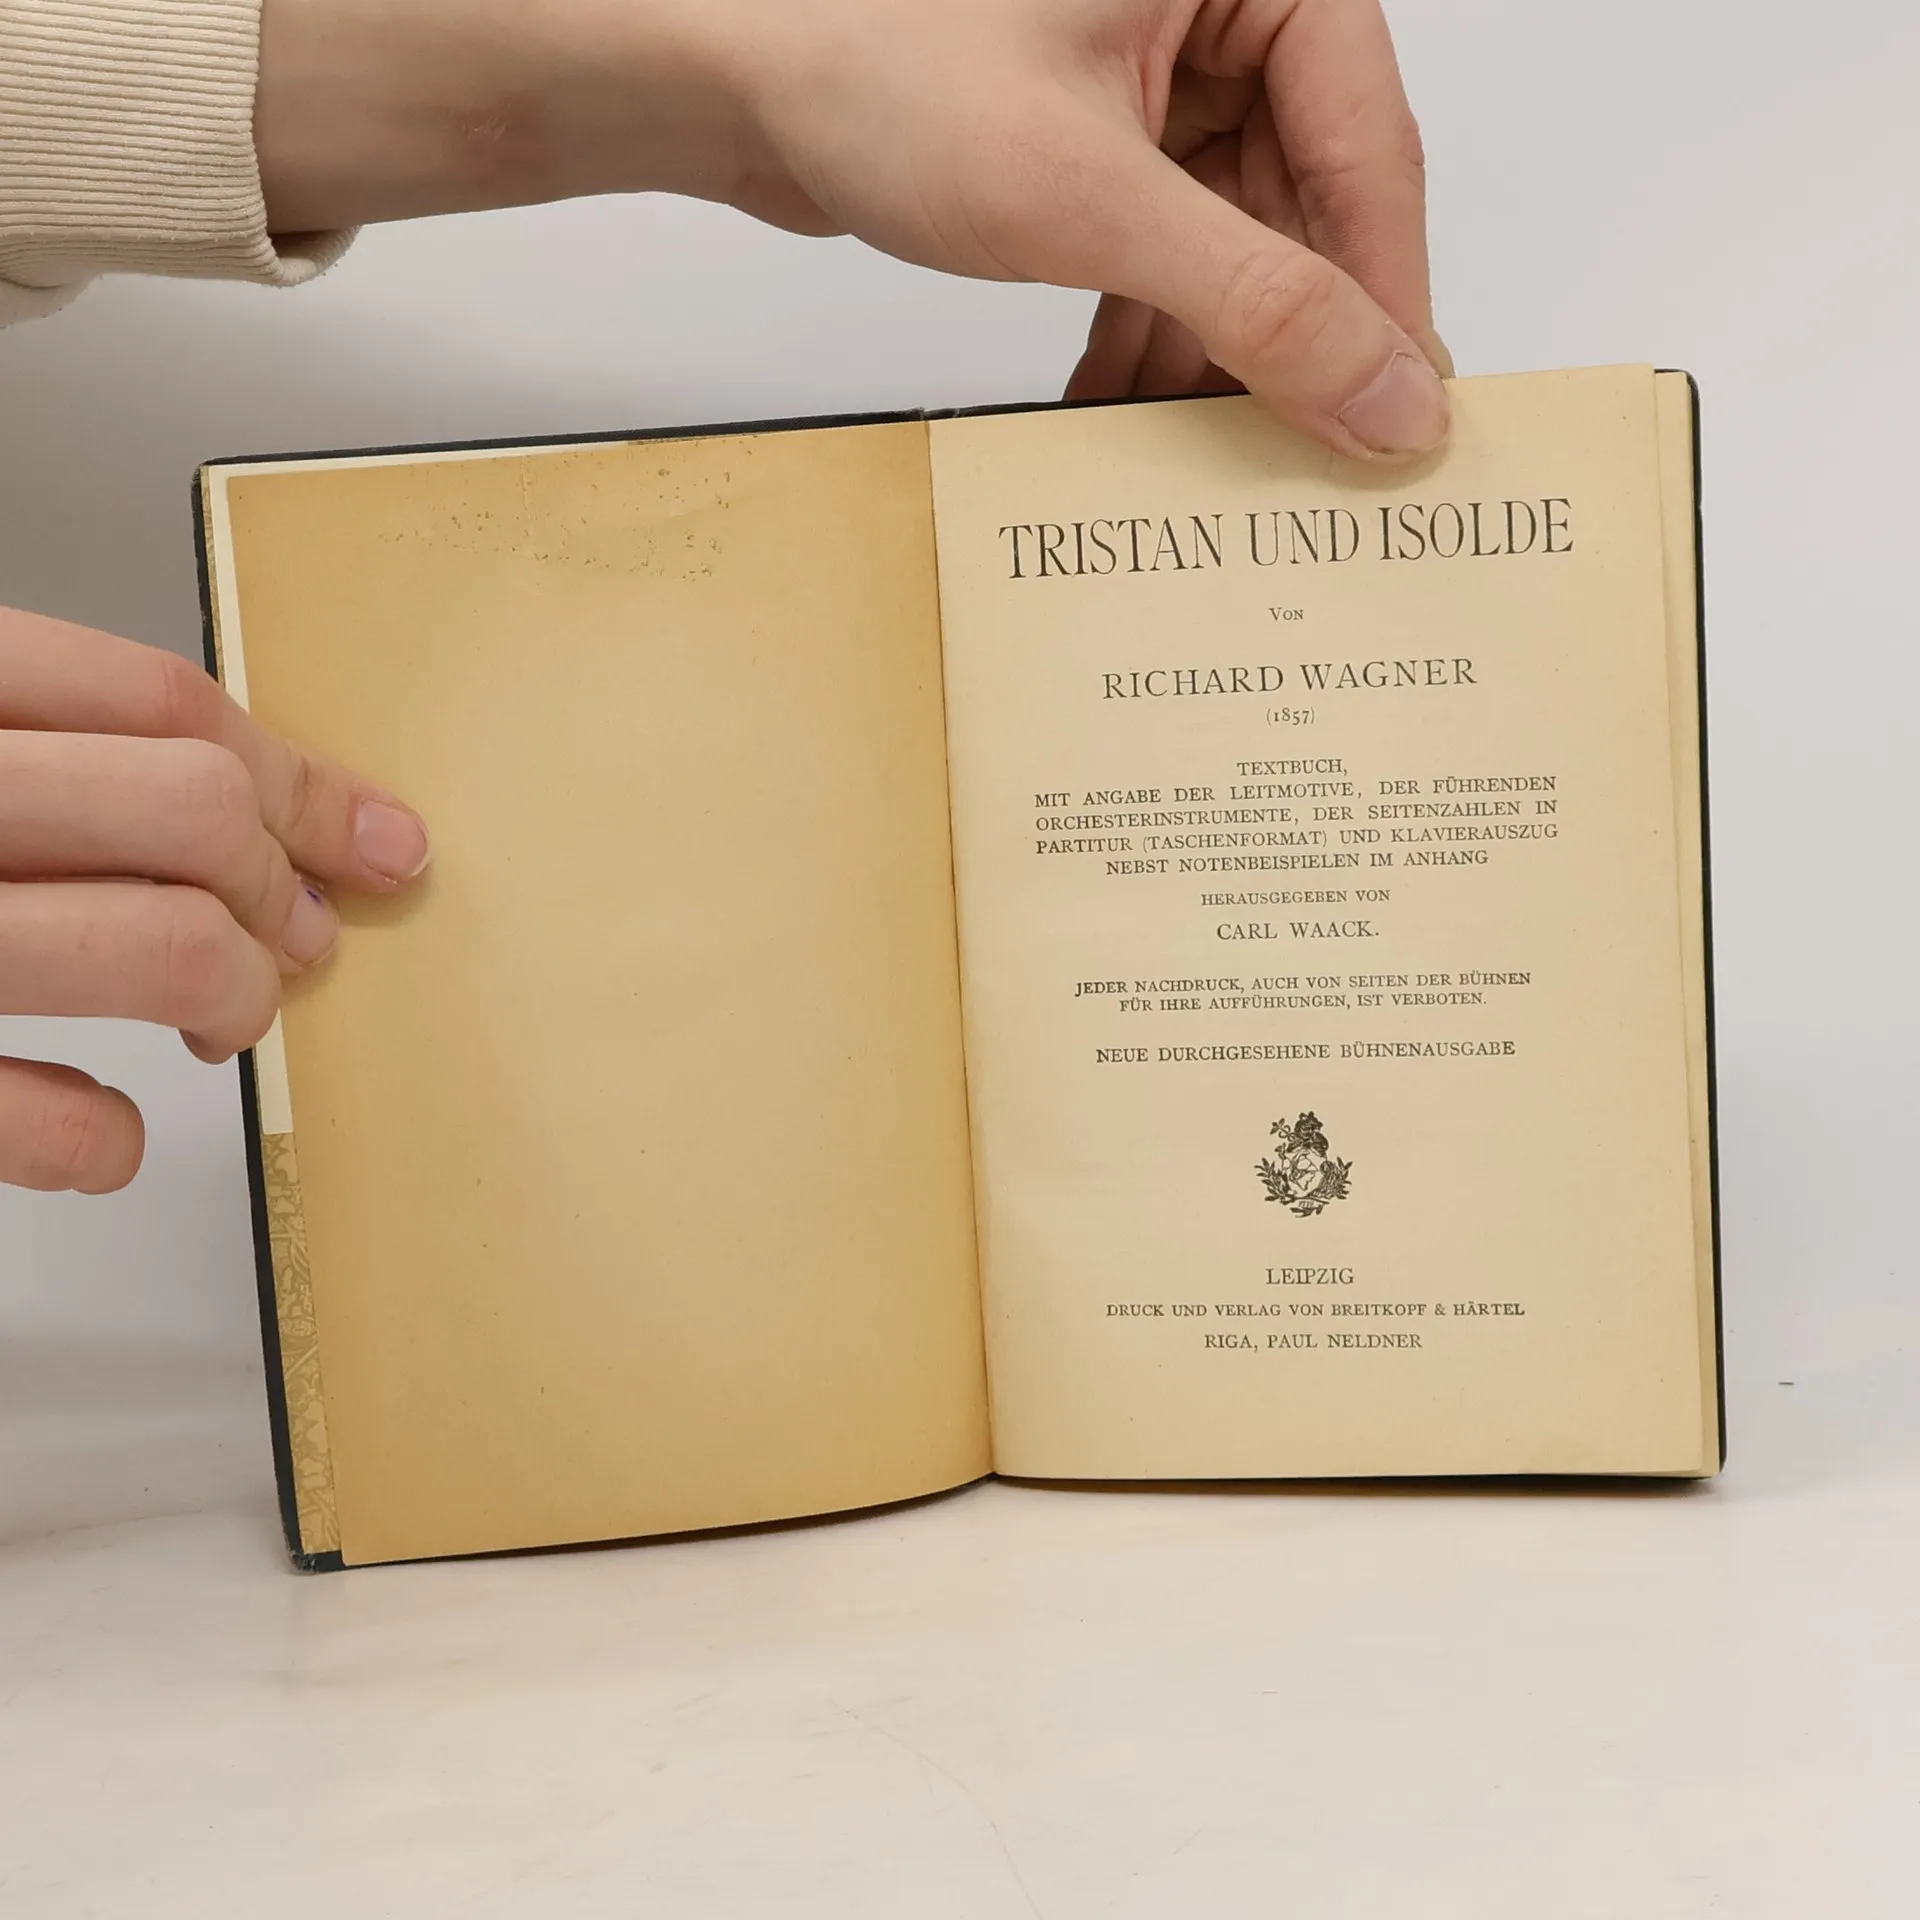 TRISTAN UND ISOLDE
VON
RICHARD WAGNER
(1857)
TEXTBUCH,
MIT ANGABE DER LEITMOTIVE, DER FÜHRENDEN
ORCHESTERINSTRUMENTE, DER SEITENZAHLEN IN
PARTITUR (TASCHENFORMAT) UND KLAVIERAUSZUG
NEBST NOTENBEISPIELEN IM ANHANG
HERAUSGEGEBEN VON
CARL WAACK.
JEDER NACHDRUCK, AUCH VON SEITEN DER BÜHNEN
FÜR IHRE AUFFÜHRUNGEN, IST VERBOTEN.
NEUE DURCHGESEHENE BÜHNENAUSGABE
LEIPZIG
DRUCK UND VERLAG VON BREITKOPF & HÄRTEL
RIGA, PAUL NELDNER